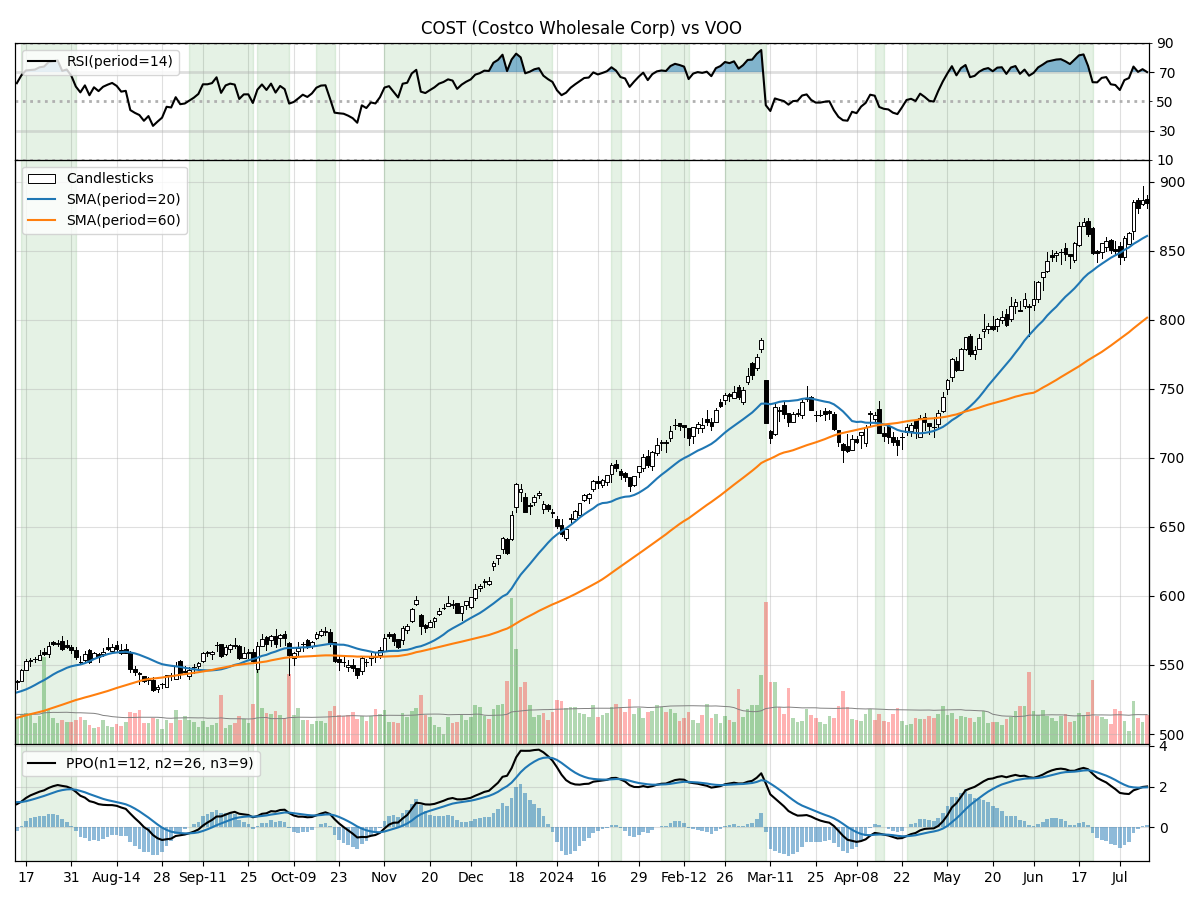 COST (Costco Wholesale Corp) vs VOO
RSI(period=14)
90
70
50
30
10
Candlesticks
SMA(period=20)
SMA(period=60)
900
850
800
750
700
650
600
550
500
PPO(n1=12, n2=26, n3=9)
4
2
0
17 31 Aug-14 28 Sep-11 25 Oct-09 23 Nov 20 Dec 18 2024 16 29 Feb-12 26 Mar-11 25 Apr-08 22 May 20 Jun 17 Jul